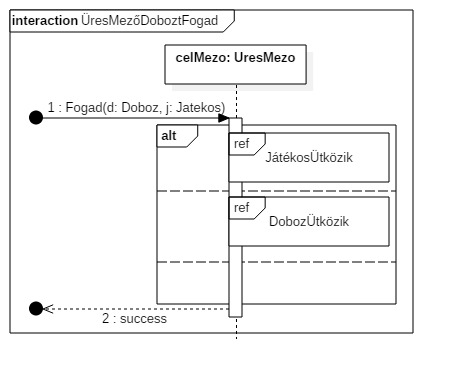 interaction ÜresMezőDoboztFogad
celMezo: UresMezo
1 : Fogad(d: Doboz, j: Jatekos)
alt
ref
JátékosÜtközik
ref
DobozÜtközik
2 : success